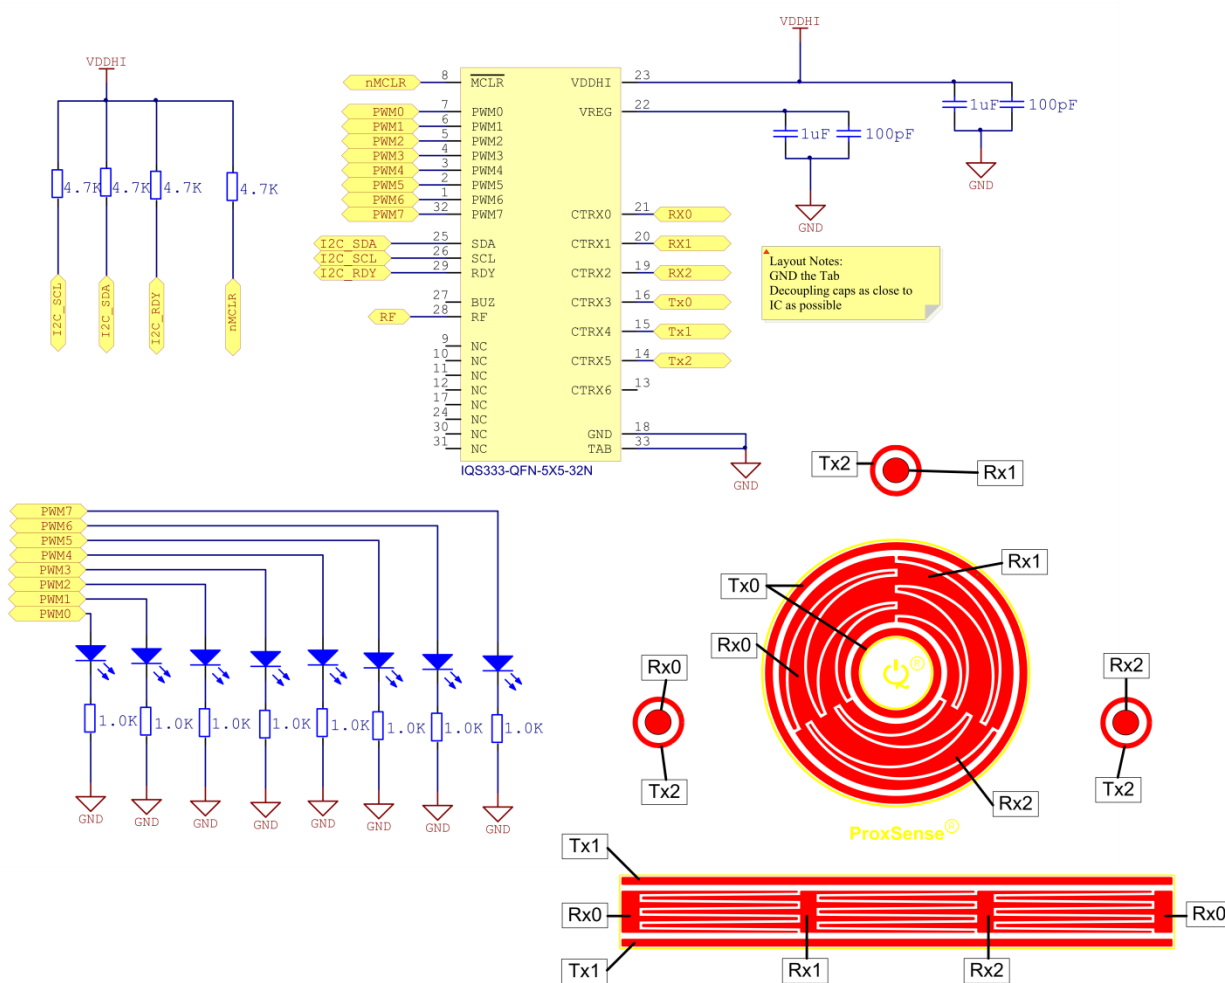 VDDHI
4.7K
4.7K
4.7K
4.7K
I2C_SCL
I2C_SDA
I2C_RDY
nMCLR
nMCLR 8 MCLR
PWM0 7 PWM0
PWM1 6 PWM1
PWM2 5 PWM2
PWM3 4 PWM3
PWM4 3 PWM4
PWM5 2 PWM5
PWM6 1 PWM6
PWM7 32 PWM7
I2C_SDA 25 SDA
I2C_SCL 26 SCL
I2C_RDY 29 RDY
27 BUZ
RF 28 RF
9 NC
10 NC
11 NC
12 NC
17 NC
24 NC
30 NC
31 NC
VDDHI 23
VREG 22
CTRX0 21 RX0
CTRX1 20 RX1
CTRX2 19 RX2
CTRX3 16 Tx0
CTRX4 15 Tx1
CTRX5 14 Tx2
CTRX6 13
GND 18
TAB 33
IQS333-QFN-5X5-32N
GND
VDDHI
1uF 100pF
GND
1uF 100pF
GND
Layout Notes:
GND the Tab
Decoupling caps as close to
IC as possible
PWM7
PWM6
PWM5
PWM4
PWM3
PWM2
PWM1
PWM0
1.0K 1.0K 1.0K 1.0K 1.0K 1.0K 1.0K 1.0K
GND GND GND GND GND GND GND GND
Tx2 Rx1
Rx1
Tx0
Rx0
Rx2
Q®
Rx0
Tx2
Rx2
Tx2
ProxSense®
Tx1
Rx0
Rx0
Tx1
Rx1
Rx2